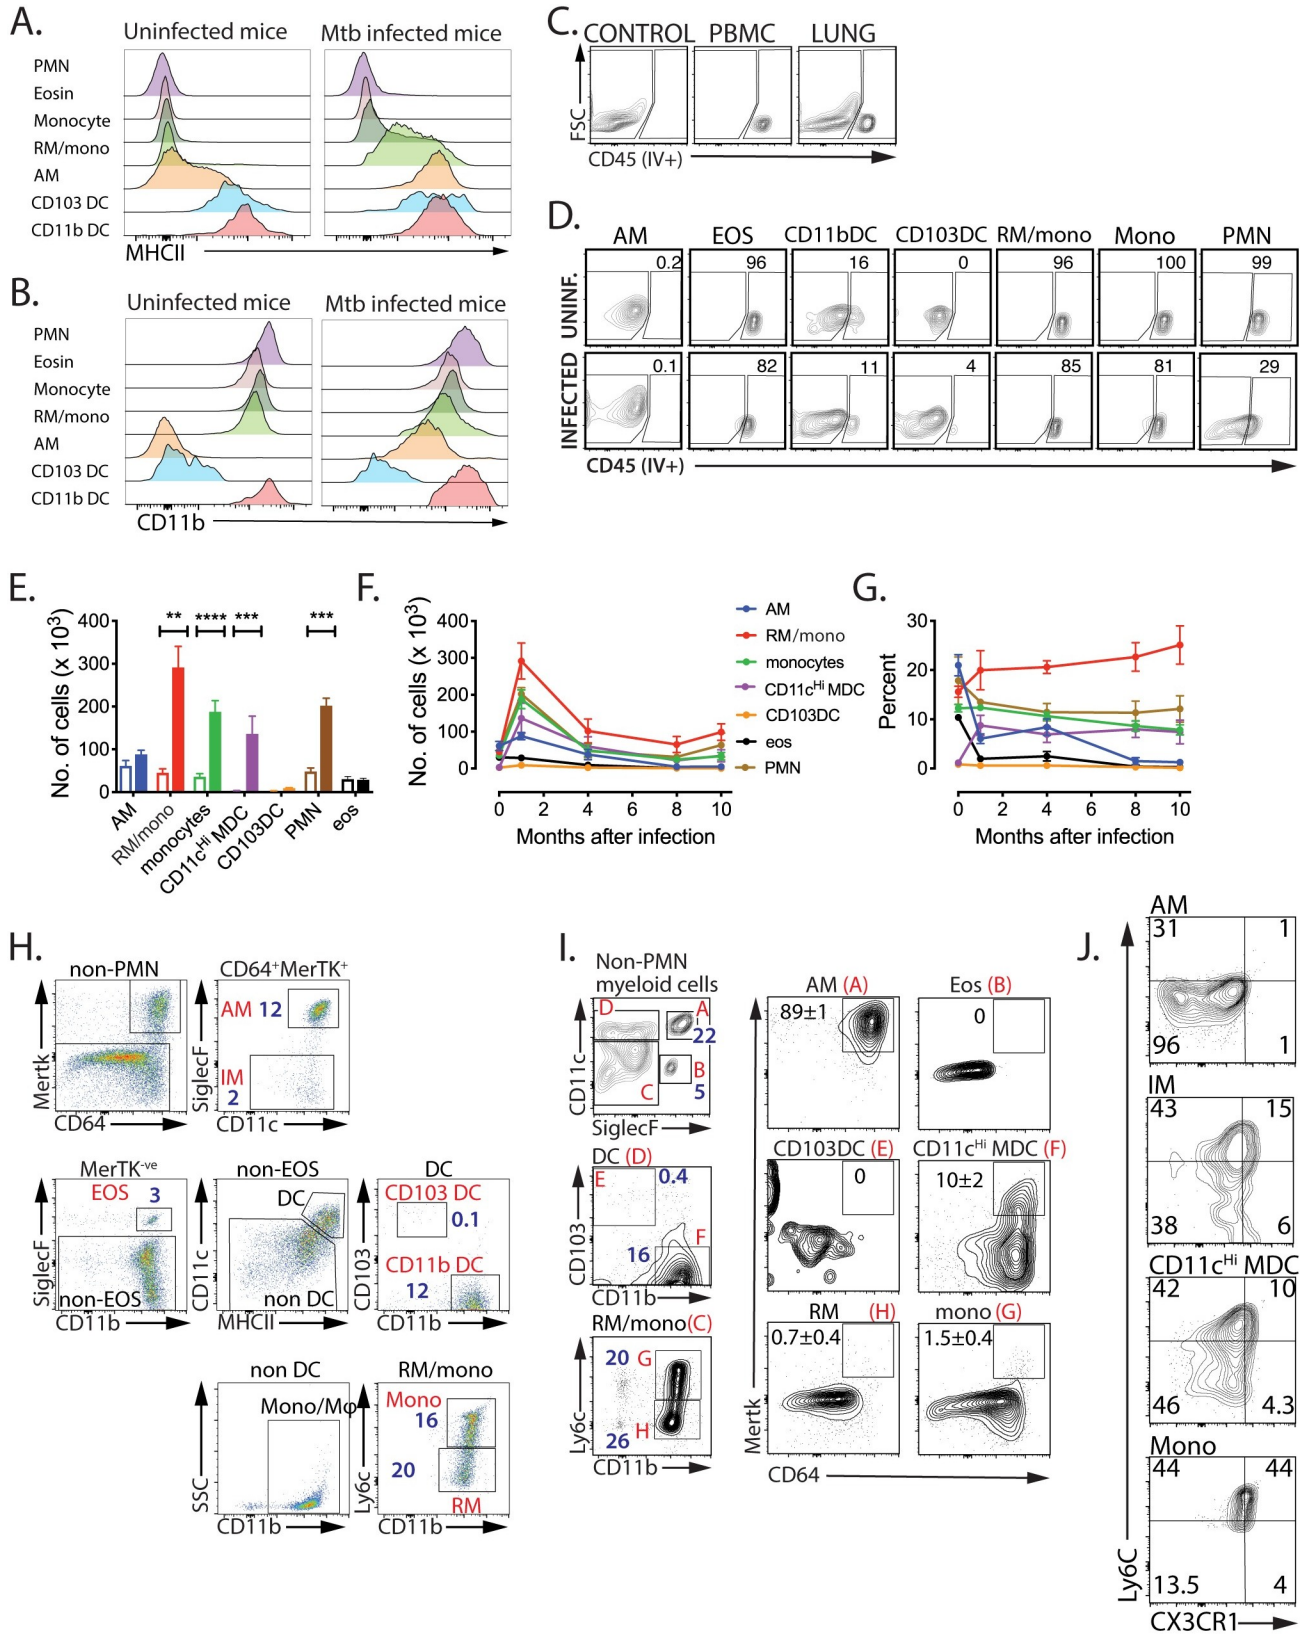 A.
Uninfected mice
Mtb infected mice
PMN
Eosin
Monocyte
RM/mono
AM
CD103 DC
CD11b DC
MHCII
B.
Uninfected mice
Mtb infected mice
PMN
Eosin
Monocyte
RM/mono
AM
CD103 DC
CD11b DC
CD11b
C.
CONTROL PBMC LUNG
FSC
CD45 (IV+)
D.
AM EOS CD11bDC CD103DC RM/mono Mono PMN
UNINF.
0.2 96 16 0 96 100 99
INFECTED
0.1 82 11 4 85 81 29
CD45 (IV+)
E.
No. of cells (x 10³)
400
300
200
100
0
** **** *** ***
AM
RM/mono
monocytes
CD11cHi MDC
CD103DC
PMN
eos
F.
No. of cells (x 10³)
400
300
200
100
0
0 2 4 6 8 10
Months after infection
AM
RM/mono
monocytes
CD11cHi MDC
CD103DC
eos
PMN
G.
Percent
30
20
10
0
0 2 4 6 8 10
Months after infection
H.
non-PMN
Mertk
CD64
CD64+MerTK+
AM 12
IM
2
SiglecF
CD11c
MerTK-ve
EOS 3
non-EOS
SiglecF
CD11b
non-EOS
DC
non DC
CD11c
MHCII
DC
CD103 DC
0.1
CD11b DC
12
CD103
CD11b
non DC
Mono/Mφ
SSC
CD11b
RM/mono
Mono
16
20
RM
Ly6c
CD11b
I.
Non-PMN
myeloid cells
D
A
22
B
C
5
CD11c
SiglecF
DC (D)
E
0.4
F
16
CD103
CD11b
RM/mono(C)
20 G
H
26
Ly6c
CD11b
AM (A)
89±1
Eos (B)
0
CD103DC (E)
0
CD11cHi MDC (F)
10±2
RM (H)
0.7±0.4
mono (G)
1.5±0.4
Mertk
CD64
J.
AM
31 1
96 1
IM
43 15
38 6
CD11cHi MDC
42 10
46 4.3
Mono
44 44
13.5 4
Ly6C
CX3CR1